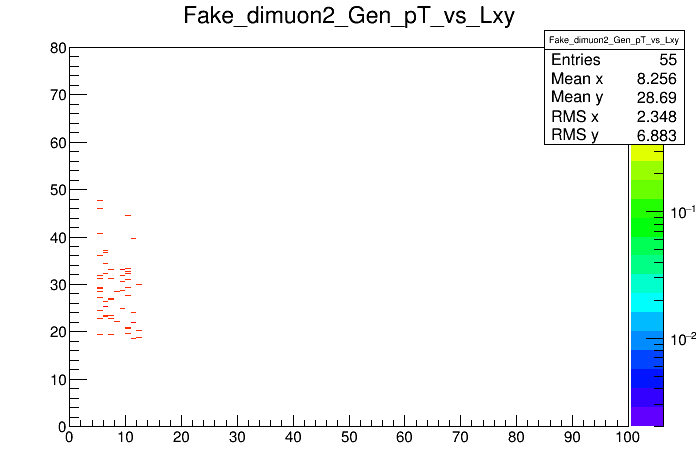 Fake_dimuon2_Gen_pT_vs_Lxy
Fake_dimuon2_Gen_pT_vs_Lxy
Entries 55
Mean x 8.256
Mean y 28.69
RMS x 2.348
RMS y 6.883
80
70
60
50
40
30
20
10
0
0 10 20 30 40 50 60 70 80 90 100
10⁻¹
10⁻²